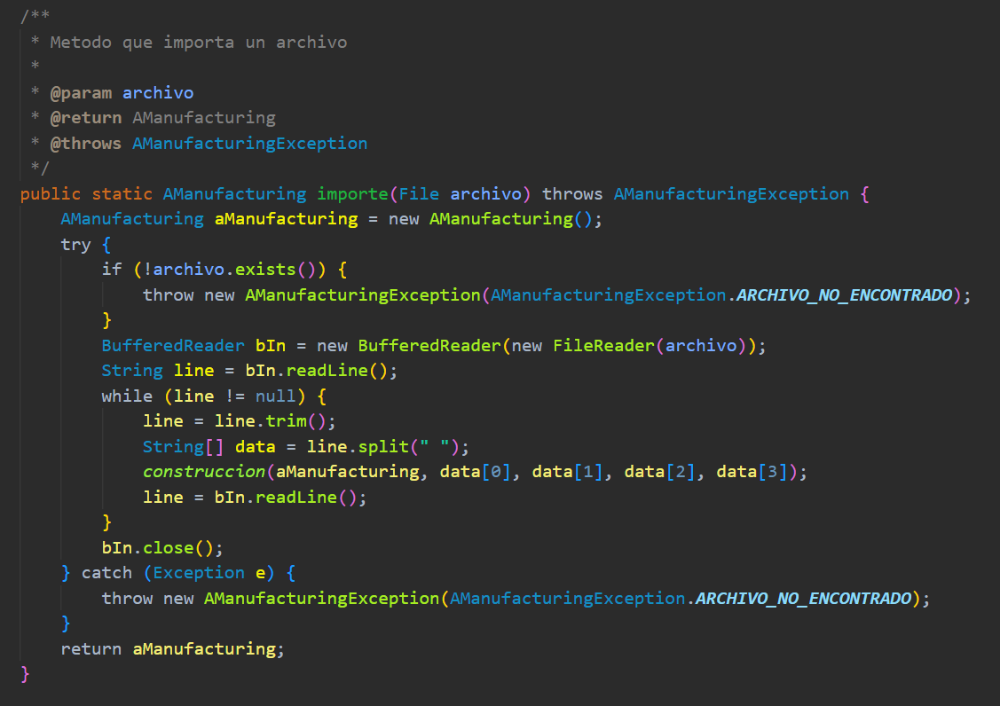 /**
 * Metodo que importa un archivo
 *
 * @param archivo
 * @return AManufacturing
 * @throws AManufacturingException
 */
public static AManufacturing importe(File archivo) throws AManufacturingException {
    AManufacturing aManufacturing = new AManufacturing();
    try {
        if (!archivo.exists()) {
            throw new AManufacturingException(AManufacturingException.ARCHIVO_NO_ENCONTRADO);
        }
        BufferedReader bIn = new BufferedReader(new FileReader(archivo));
        String line = bIn.readLine();
        while (line != null) {
            line = line.trim();
            String[] data = line.split(" ");
            construccion(aManufacturing, data[0], data[1], data[2], data[3]);
            line = bIn.readLine();
        }
        bIn.close();
    } catch (Exception e) {
        throw new AManufacturingException(AManufacturingException.ARCHIVO_NO_ENCONTRADO);
    }
    return aManufacturing;
}